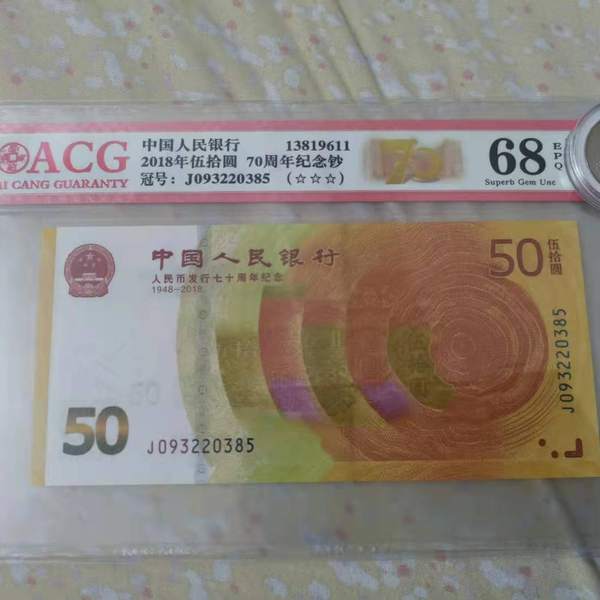 ACG
AI CANG GUARANTY
中国人民银行 13819611
2018年伍拾圆 70周年纪念钞
冠号: J093220385 (☆☆☆)
70
68 EPQ
Superb Gem Unc
中国人民银行
人民币发行七十周年纪念
1948-2018
50 伍拾圆
J093220385
50
J093220385